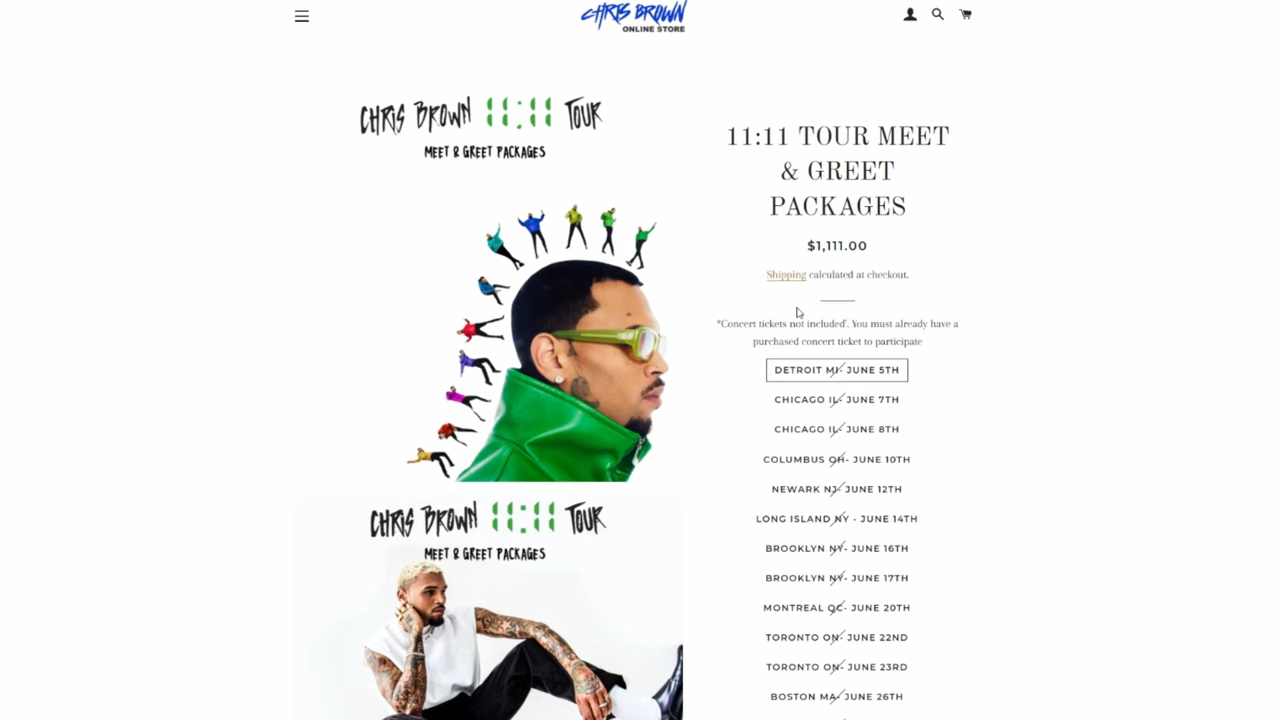 CHRIS BROWN
ONLINE STORE
CHRIS BROWN 11:11 TOUR
MEET & GREET PACKAGES
11:11 TOUR MEET
& GREET
PACKAGES
$1,111.00
Shipping calculated at checkout.
*Concert tickets not included*. You must already have a
purchased concert ticket to participate
DETROIT MI- JUNE 5TH
CHICAGO IL- JUNE 7TH
CHICAGO IL- JUNE 8TH
COLUMBUS OH- JUNE 10TH
NEWARK NJ- JUNE 12TH
LONG ISLAND NY - JUNE 14TH
BROOKLYN NY- JUNE 16TH
BROOKLYN NY- JUNE 17TH
MONTREAL QC- JUNE 20TH
TORONTO ON- JUNE 22ND
TORONTO ON- JUNE 23RD
BOSTON MA- JUNE 26TH
CHRIS BROWN 11:11 TOUR
MEET & GREET PACKAGES